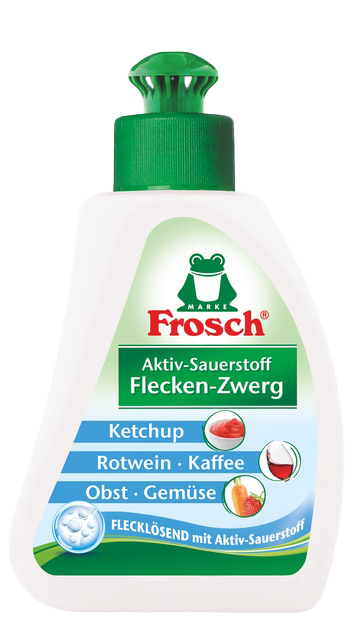 MARKE
Frosch®
Aktiv-Sauerstoff
Flecken-Zwerg
Ketchup
Rotwein · Kaffee
Obst · Gemüse
FLECKLÖSEND mit Aktiv-Sauerstoff